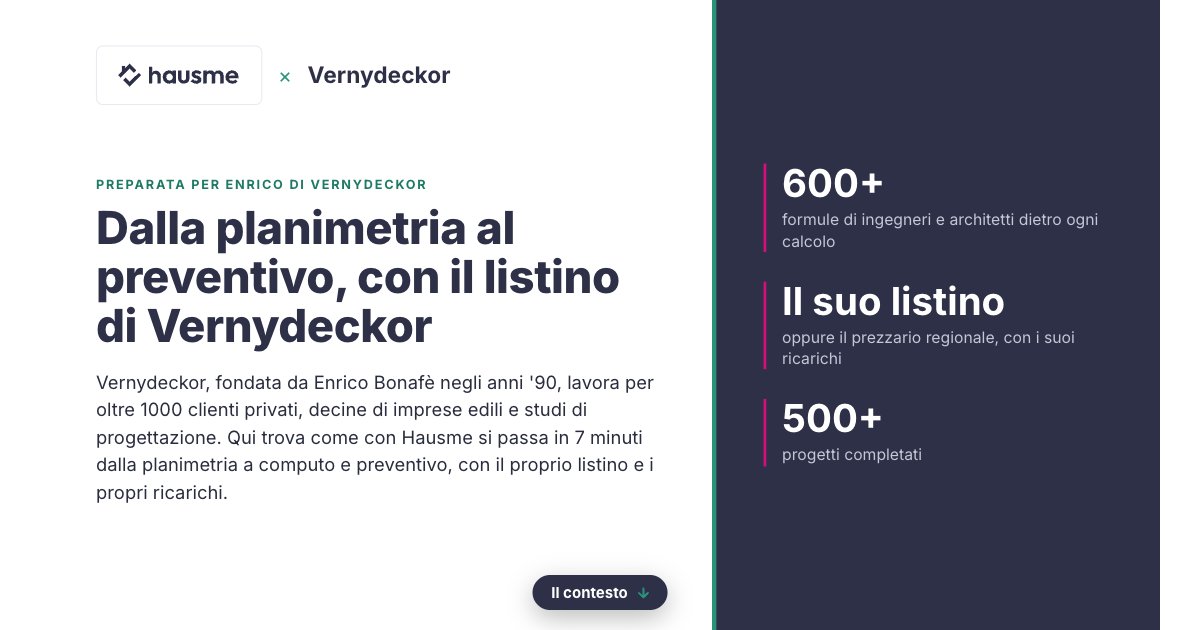 hausme × Vernydeckor
PREPARATA PER ENRICO DI VERNYDECKOR
Dalla planimetria al
preventivo, con il listino
di Vernydeckor
Vernydeckor, fondata da Enrico Bonafè negli anni '90, lavora per
oltre 1000 clienti privati, decine di imprese edili e studi di
progettazione. Qui trova come con Hausme si passa in 7 minuti
dalla planimetria a computo e preventivo, con il proprio listino e i
propri ricarichi.
Il contesto ↓
600+
formule di ingegneri e architetti dietro ogni
calcolo
Il suo listino
oppure il prezzario regionale, con i suoi
ricarichi
500+
progetti completati